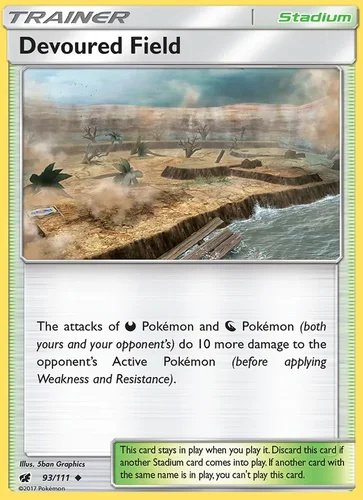 TRAINER
Stadium
Devoured Field
The attacks of Pokémon and Pokémon (both
yours and your opponent's) do 10 more damage to the
opponent's Active Pokémon (before applying
Weakness and Resistance).
Illus. 5ban Graphics
93/111
©2017 Pokémon
This card stays in play when you play it. Discard this card if
another Stadium card comes into play. If another card with
the same name is in play, you can't play this card.